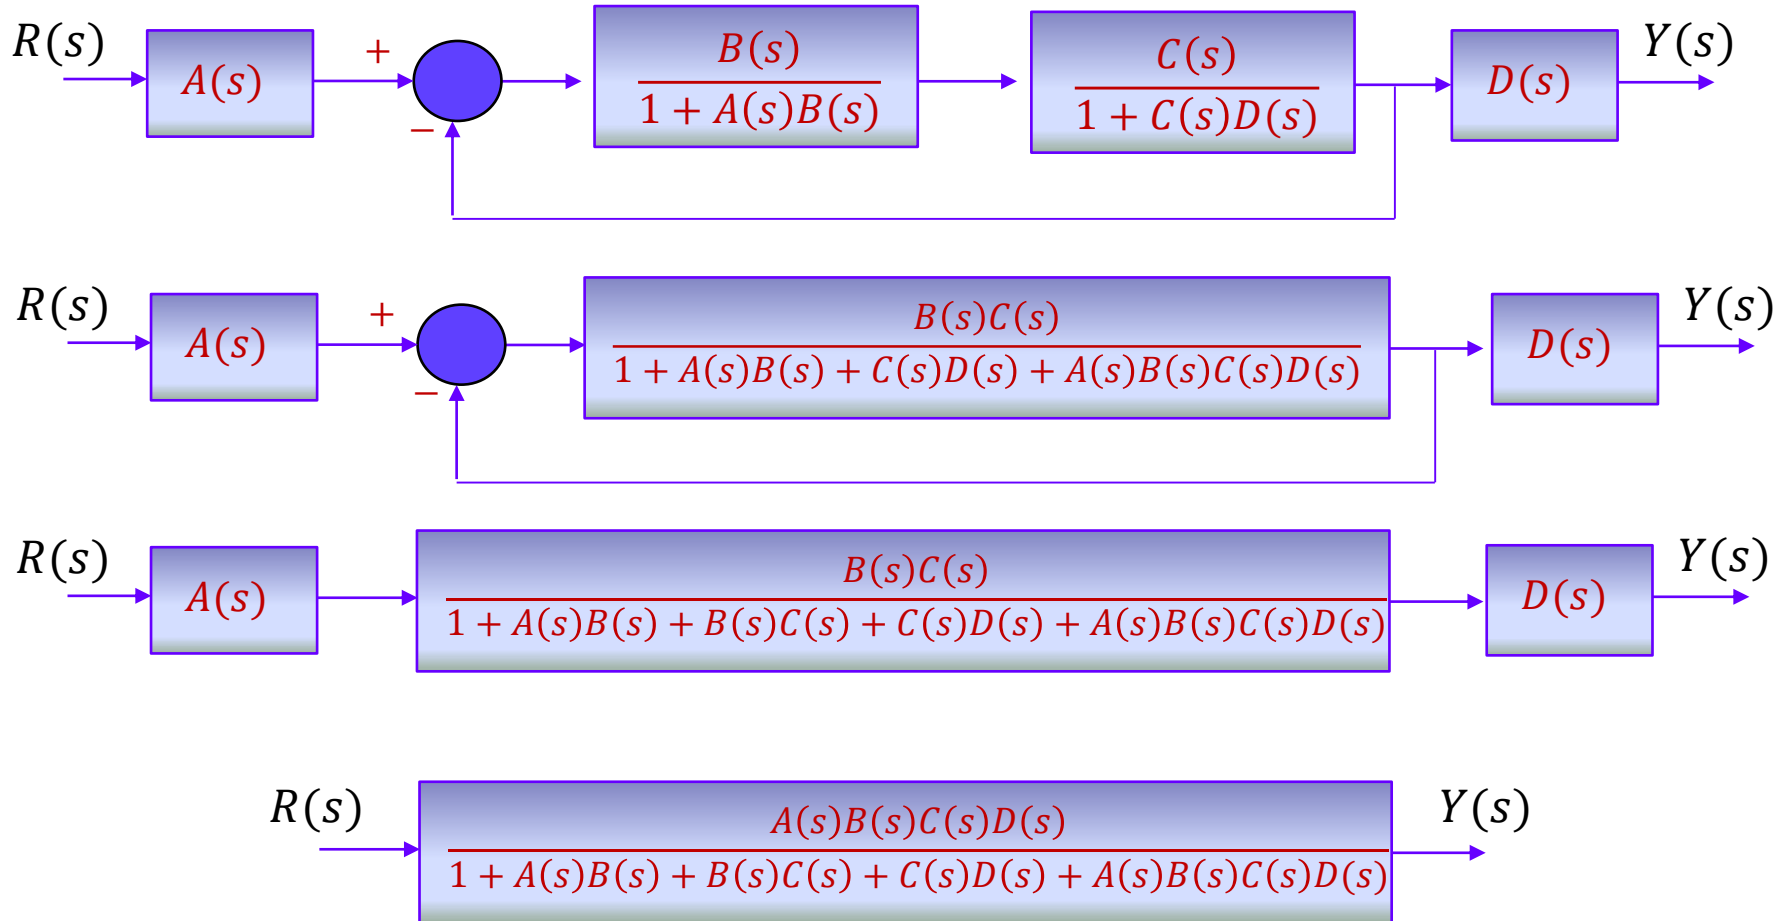 R(s) A(s) + − B(s)/(1 + A(s)B(s)) C(s)/(1 + C(s)D(s)) D(s) Y(s)
R(s) A(s) + − B(s)C(s)/(1 + A(s)B(s) + C(s)D(s) + A(s)B(s)C(s)D(s)) D(s) Y(s)
R(s) A(s) B(s)C(s)/(1 + A(s)B(s) + B(s)C(s) + C(s)D(s) + A(s)B(s)C(s)D(s)) D(s) Y(s)
R(s) A(s)B(s)C(s)D(s)/(1 + A(s)B(s) + B(s)C(s) + C(s)D(s) + A(s)B(s)C(s)D(s)) Y(s)